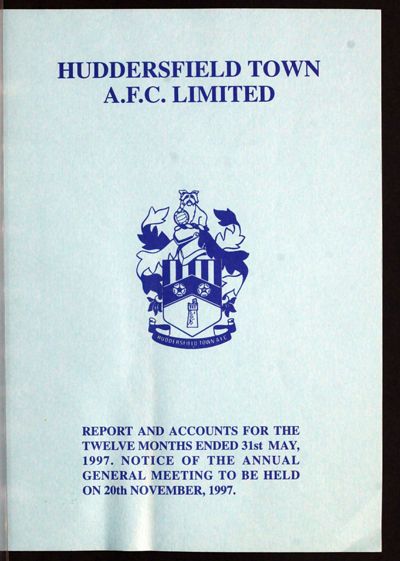 HUDDERSFIELD TOWN
A.F.C. LIMITED
HUDDERSFIELD TOWN A.F.C.
REPORT AND ACCOUNTS FOR THE
TWELVE MONTHS ENDED 31st MAY,
1997. NOTICE OF THE ANNUAL
GENERAL MEETING TO BE HELD
ON 20th NOVEMBER, 1997.